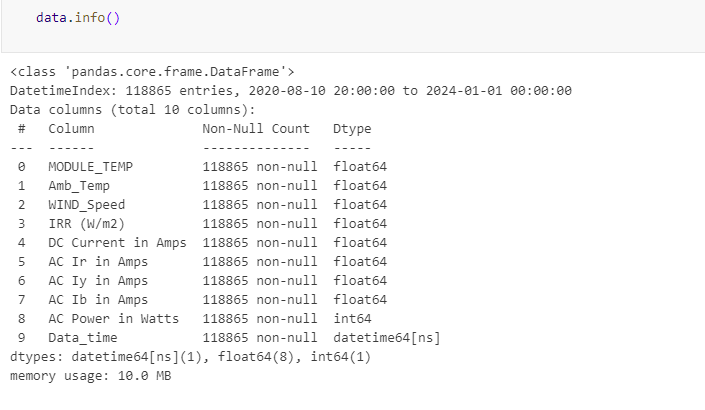 data.info()
<class 'pandas.core.frame.DataFrame'>
DatetimeIndex: 118865 entries, 2020-08-10 20:00:00 to 2024-01-01 00:00:00
Data columns (total 10 columns):
 #   Column               Non-Null Count   Dtype
---  ------               --------------   -----
 0   MODULE_TEMP          118865 non-null  float64
 1   Amb_Temp             118865 non-null  float64
 2   WIND_Speed           118865 non-null  float64
 3   IRR (W/m2)           118865 non-null  float64
 4   DC Current in Amps   118865 non-null  float64
 5   AC Ir in Amps        118865 non-null  float64
 6   AC Iy in Amps        118865 non-null  float64
 7   AC Ib in Amps        118865 non-null  float64
 8   AC Power in Watts    118865 non-null  int64
 9   Data_time            118865 non-null  datetime64[ns]
dtypes: datetime64[ns](1), float64(8), int64(1)
memory usage: 10.0 MB